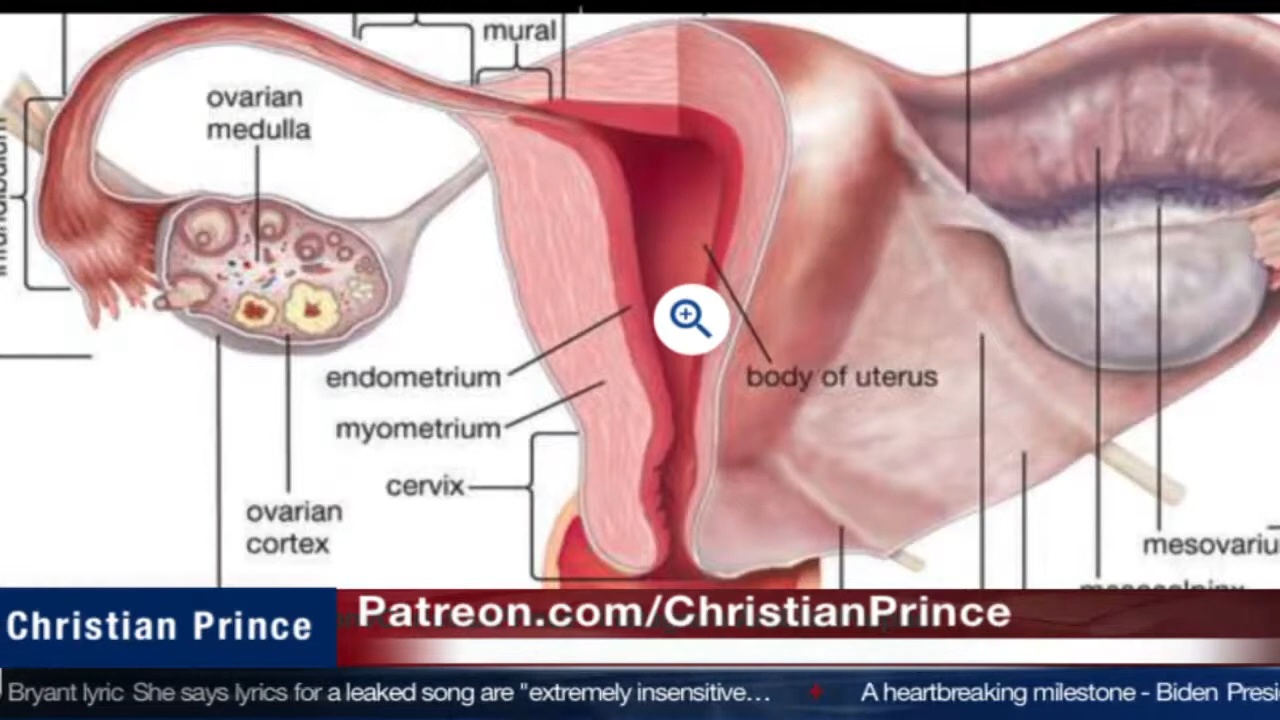 mural
ovarian
medulla
endometrium
body of uterus
myometrium
cervix
ovarian
cortex
mesovariu
Christian Prince
Patreon.com/ChristianPrince
Bryant lyric She says lyrics for a leaked song are "extremely insensitive… A heartbreaking milestone - Biden Presi